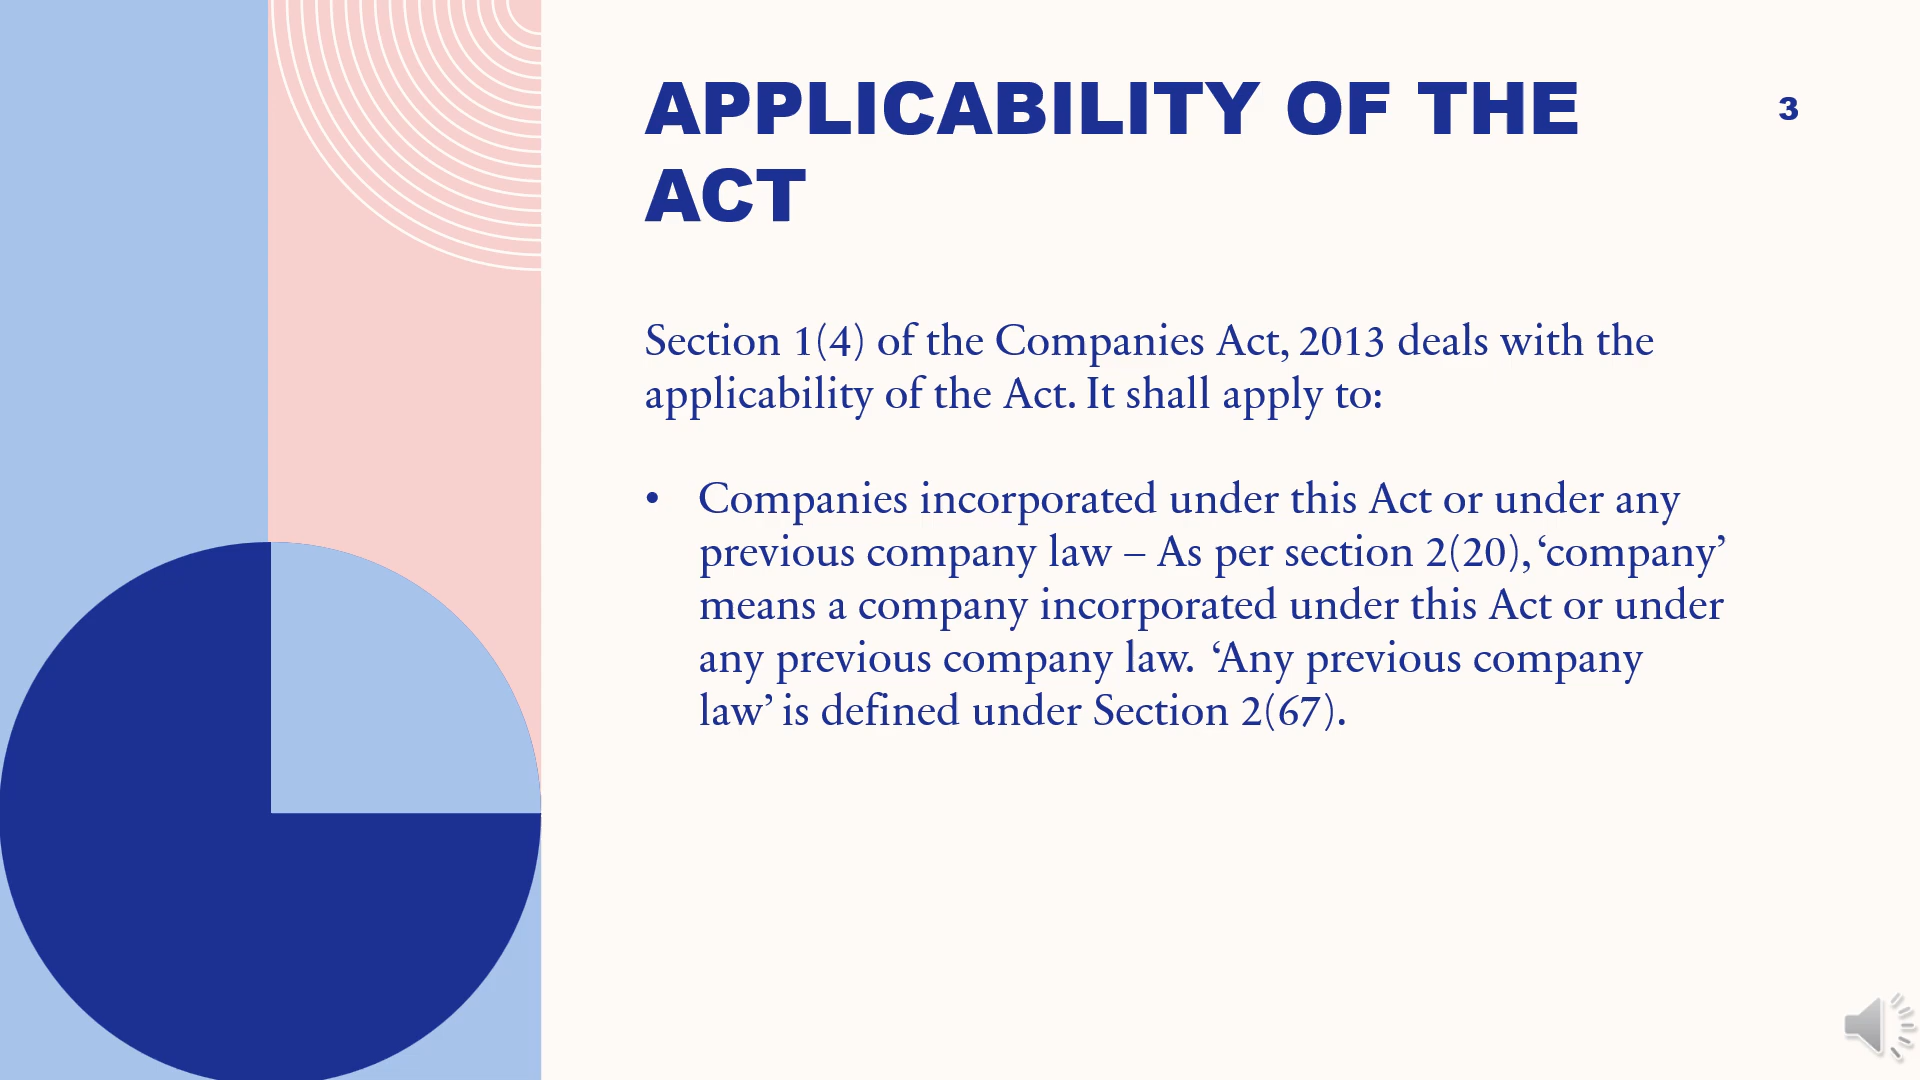 APPLICABILITY OF THE
ACT
3
Section 1(4) of the Companies Act, 2013 deals with the
applicability of the Act. It shall apply to:
• Companies incorporated under this Act or under any
previous company law – As per section 2(20), ‘company’
means a company incorporated under this Act or under
any previous company law. ‘Any previous company
law’ is defined under Section 2(67).